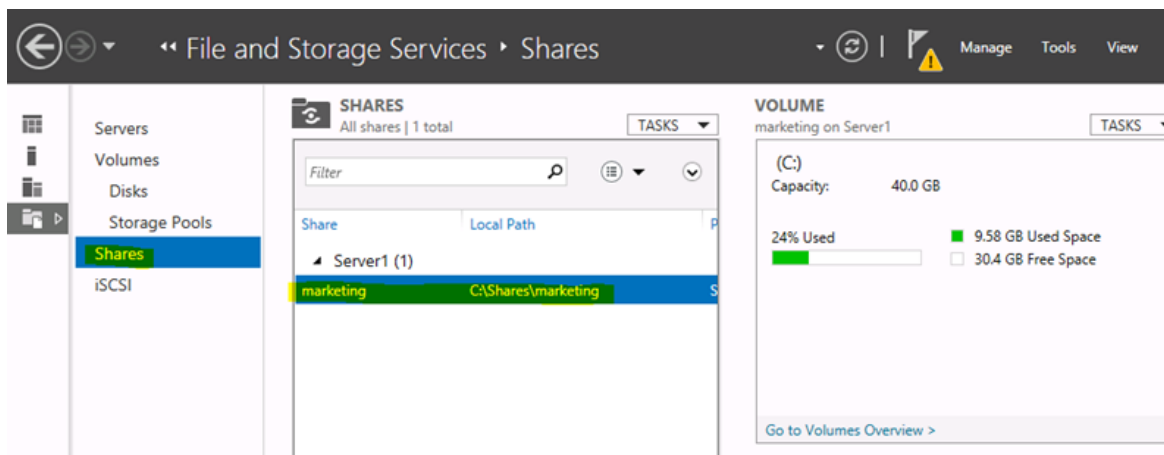 File and Storage Services Shares
Manage Tools View
Servers
Volumes
Disks
Storage Pools
Shares
iSCSI
SHARES
All shares | 1 total
TASKS
Filter
Share Local Path P
Server1 (1)
marketing C:\Shares\marketing S
VOLUME
marketing on Server1
TASKS
(C:)
Capacity: 40.0 GB
24% Used
9.58 GB Used Space
30.4 GB Free Space
Go to Volumes Overview >